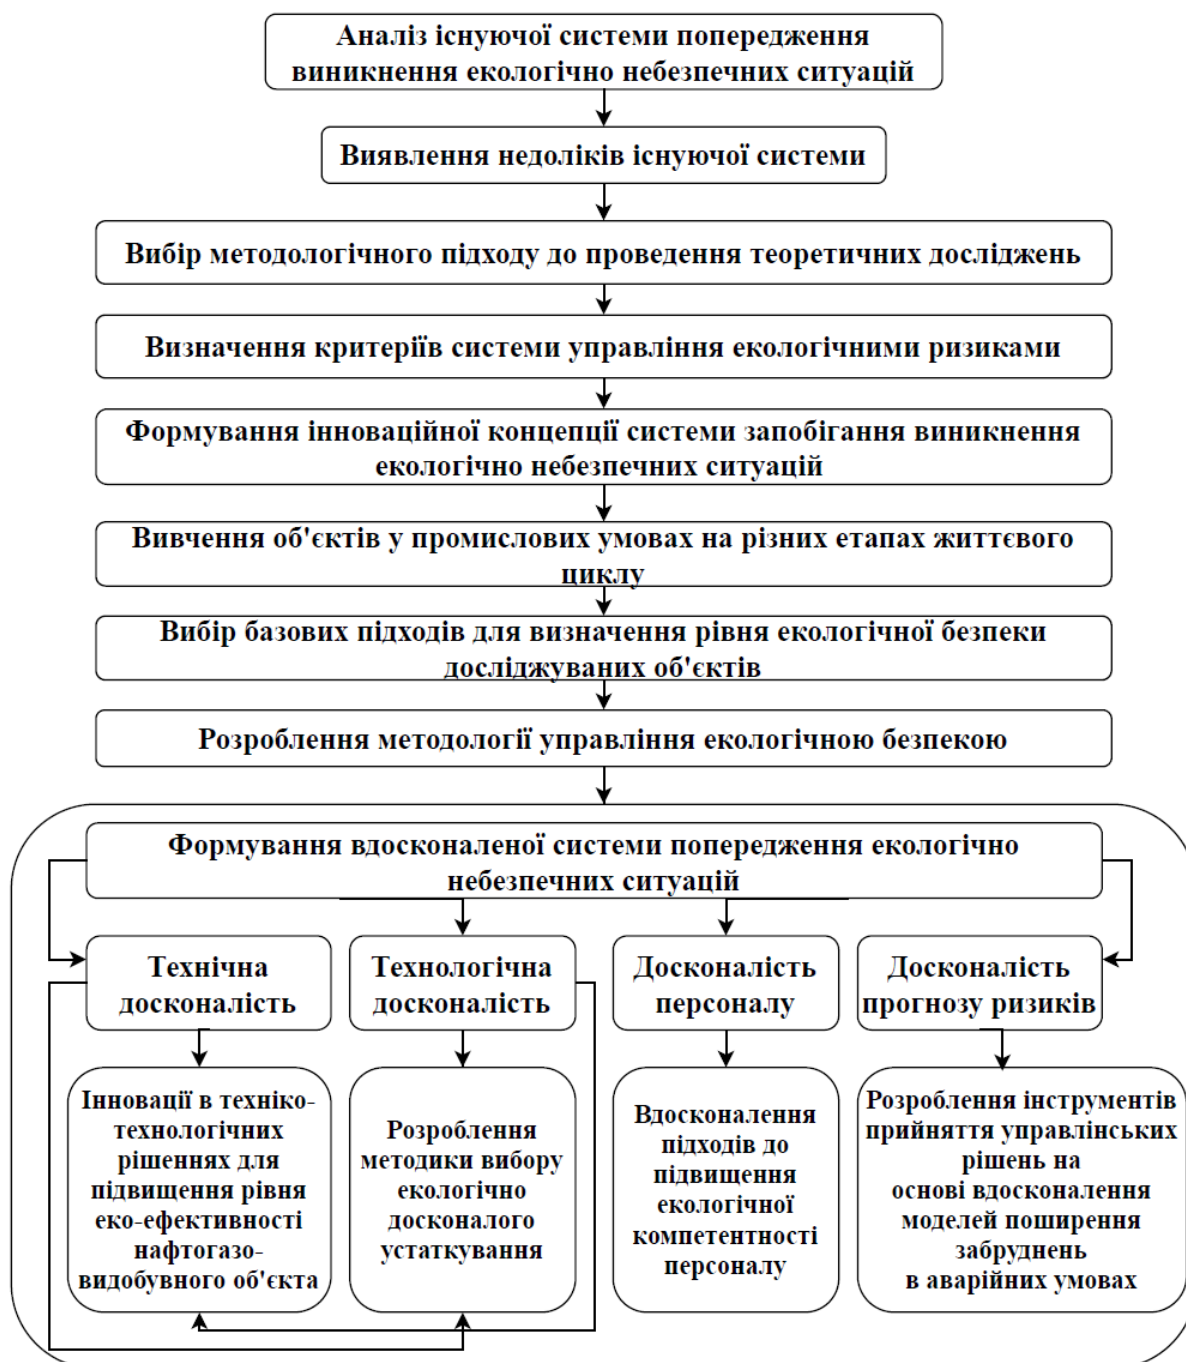 Аналіз існуючої системи попередження
виникнення екологічно небезпечних ситуацій
Виявлення недоліків існуючої системи
Вибір методологічного підходу до проведення теоретичних досліджень
Визначення критеріїв системи управління екологічними ризиками
Формування інноваційної концепції системи запобігання виникнення
екологічно небезпечних ситуацій
Вивчення об'єктів у промислових умовах на різних етапах життєвого
циклу
Вибір базових підходів для визначення рівня екологічної безпеки
досліджуваних об'єктів
Розроблення методології управління екологічною безпекою
Формування вдосконаленої системи попередження екологічно
небезпечних ситуацій
Технічна
досконалість
Технологічна
досконалість
Досконалість
персоналу
Досконалість
прогнозу ризиків
Інновації в техніко-
технологічних
рішеннях для
підвищення рівня
еко-ефективності
нафтогазо-
видобувного об'єкта
Розроблення
методики вибору
екологічно
досконалого
устаткування
Вдосконалення
підходів до
підвищення
екологічної
компетентності
персоналу
Розроблення інструментів
прийняття управлінських
рішень на
основі вдосконалення
моделей поширення
забруднень
в аварійних умовах